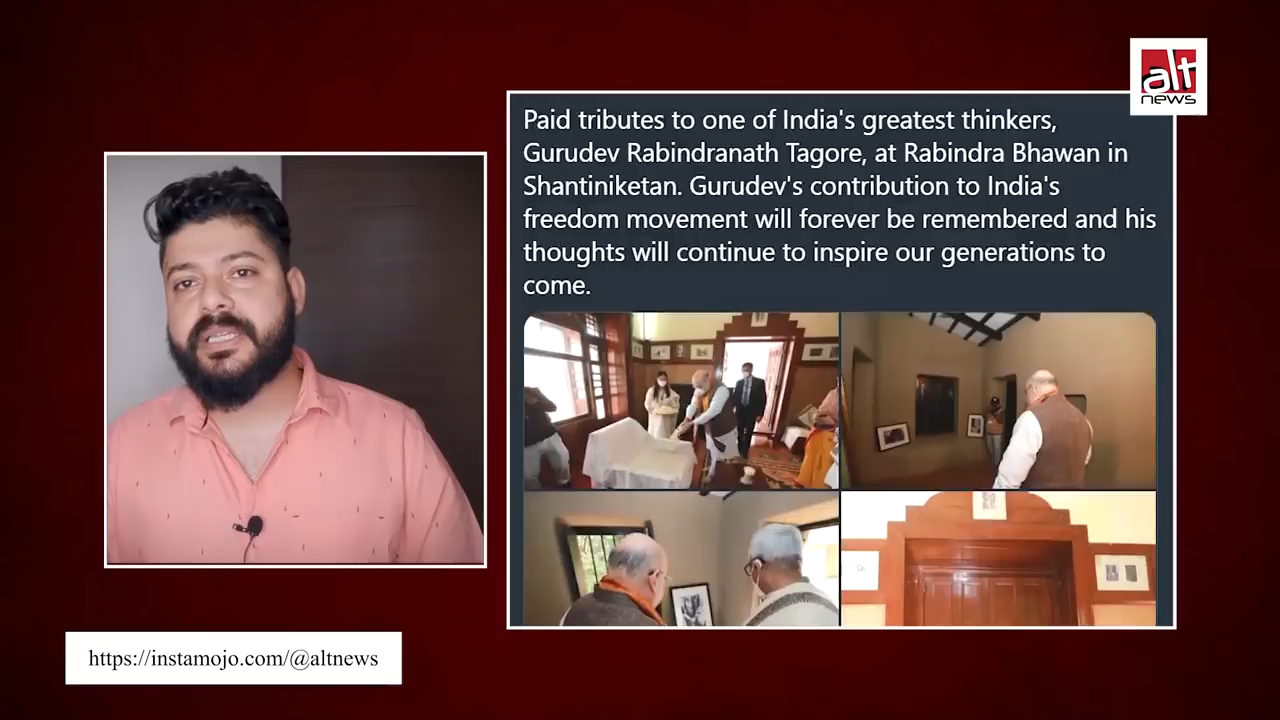 alt
news
Paid tributes to one of India's greatest thinkers,
Gurudev Rabindranath Tagore, at Rabindra Bhawan in
Shantiniketan. Gurudev's contribution to India's
freedom movement will forever be remembered and his
thoughts will continue to inspire our generations to
come.
https://instamojo.com/@altnews